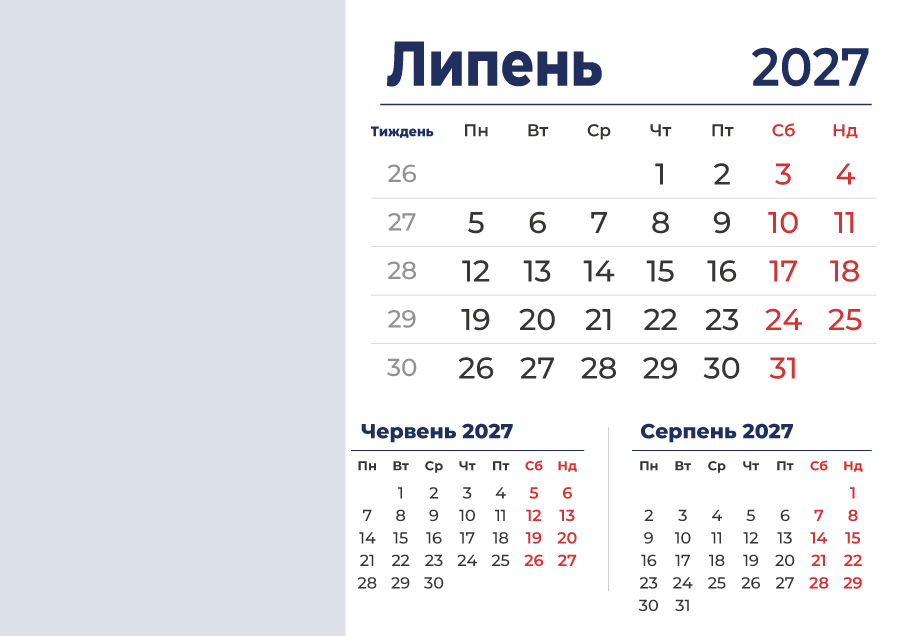 Липень 2027
Тиждень Пн Вт Ср Чт Пт Сб Нд
26 1 2 3 4
27 5 6 7 8 9 10 11
28 12 13 14 15 16 17 18
29 19 20 21 22 23 24 25
30 26 27 28 29 30 31
Червень 2027
Пн Вт Ср Чт Пт Сб Нд
1 2 3 4 5 6
7 8 9 10 11 12 13
14 15 16 17 18 19 20
21 22 23 24 25 26 27
28 29 30
Серпень 2027
Пн Вт Ср Чт Пт Сб Нд
1
2 3 4 5 6 7 8
9 10 11 12 13 14 15
16 17 18 19 20 21 22
23 24 25 26 27 28 29
30 31